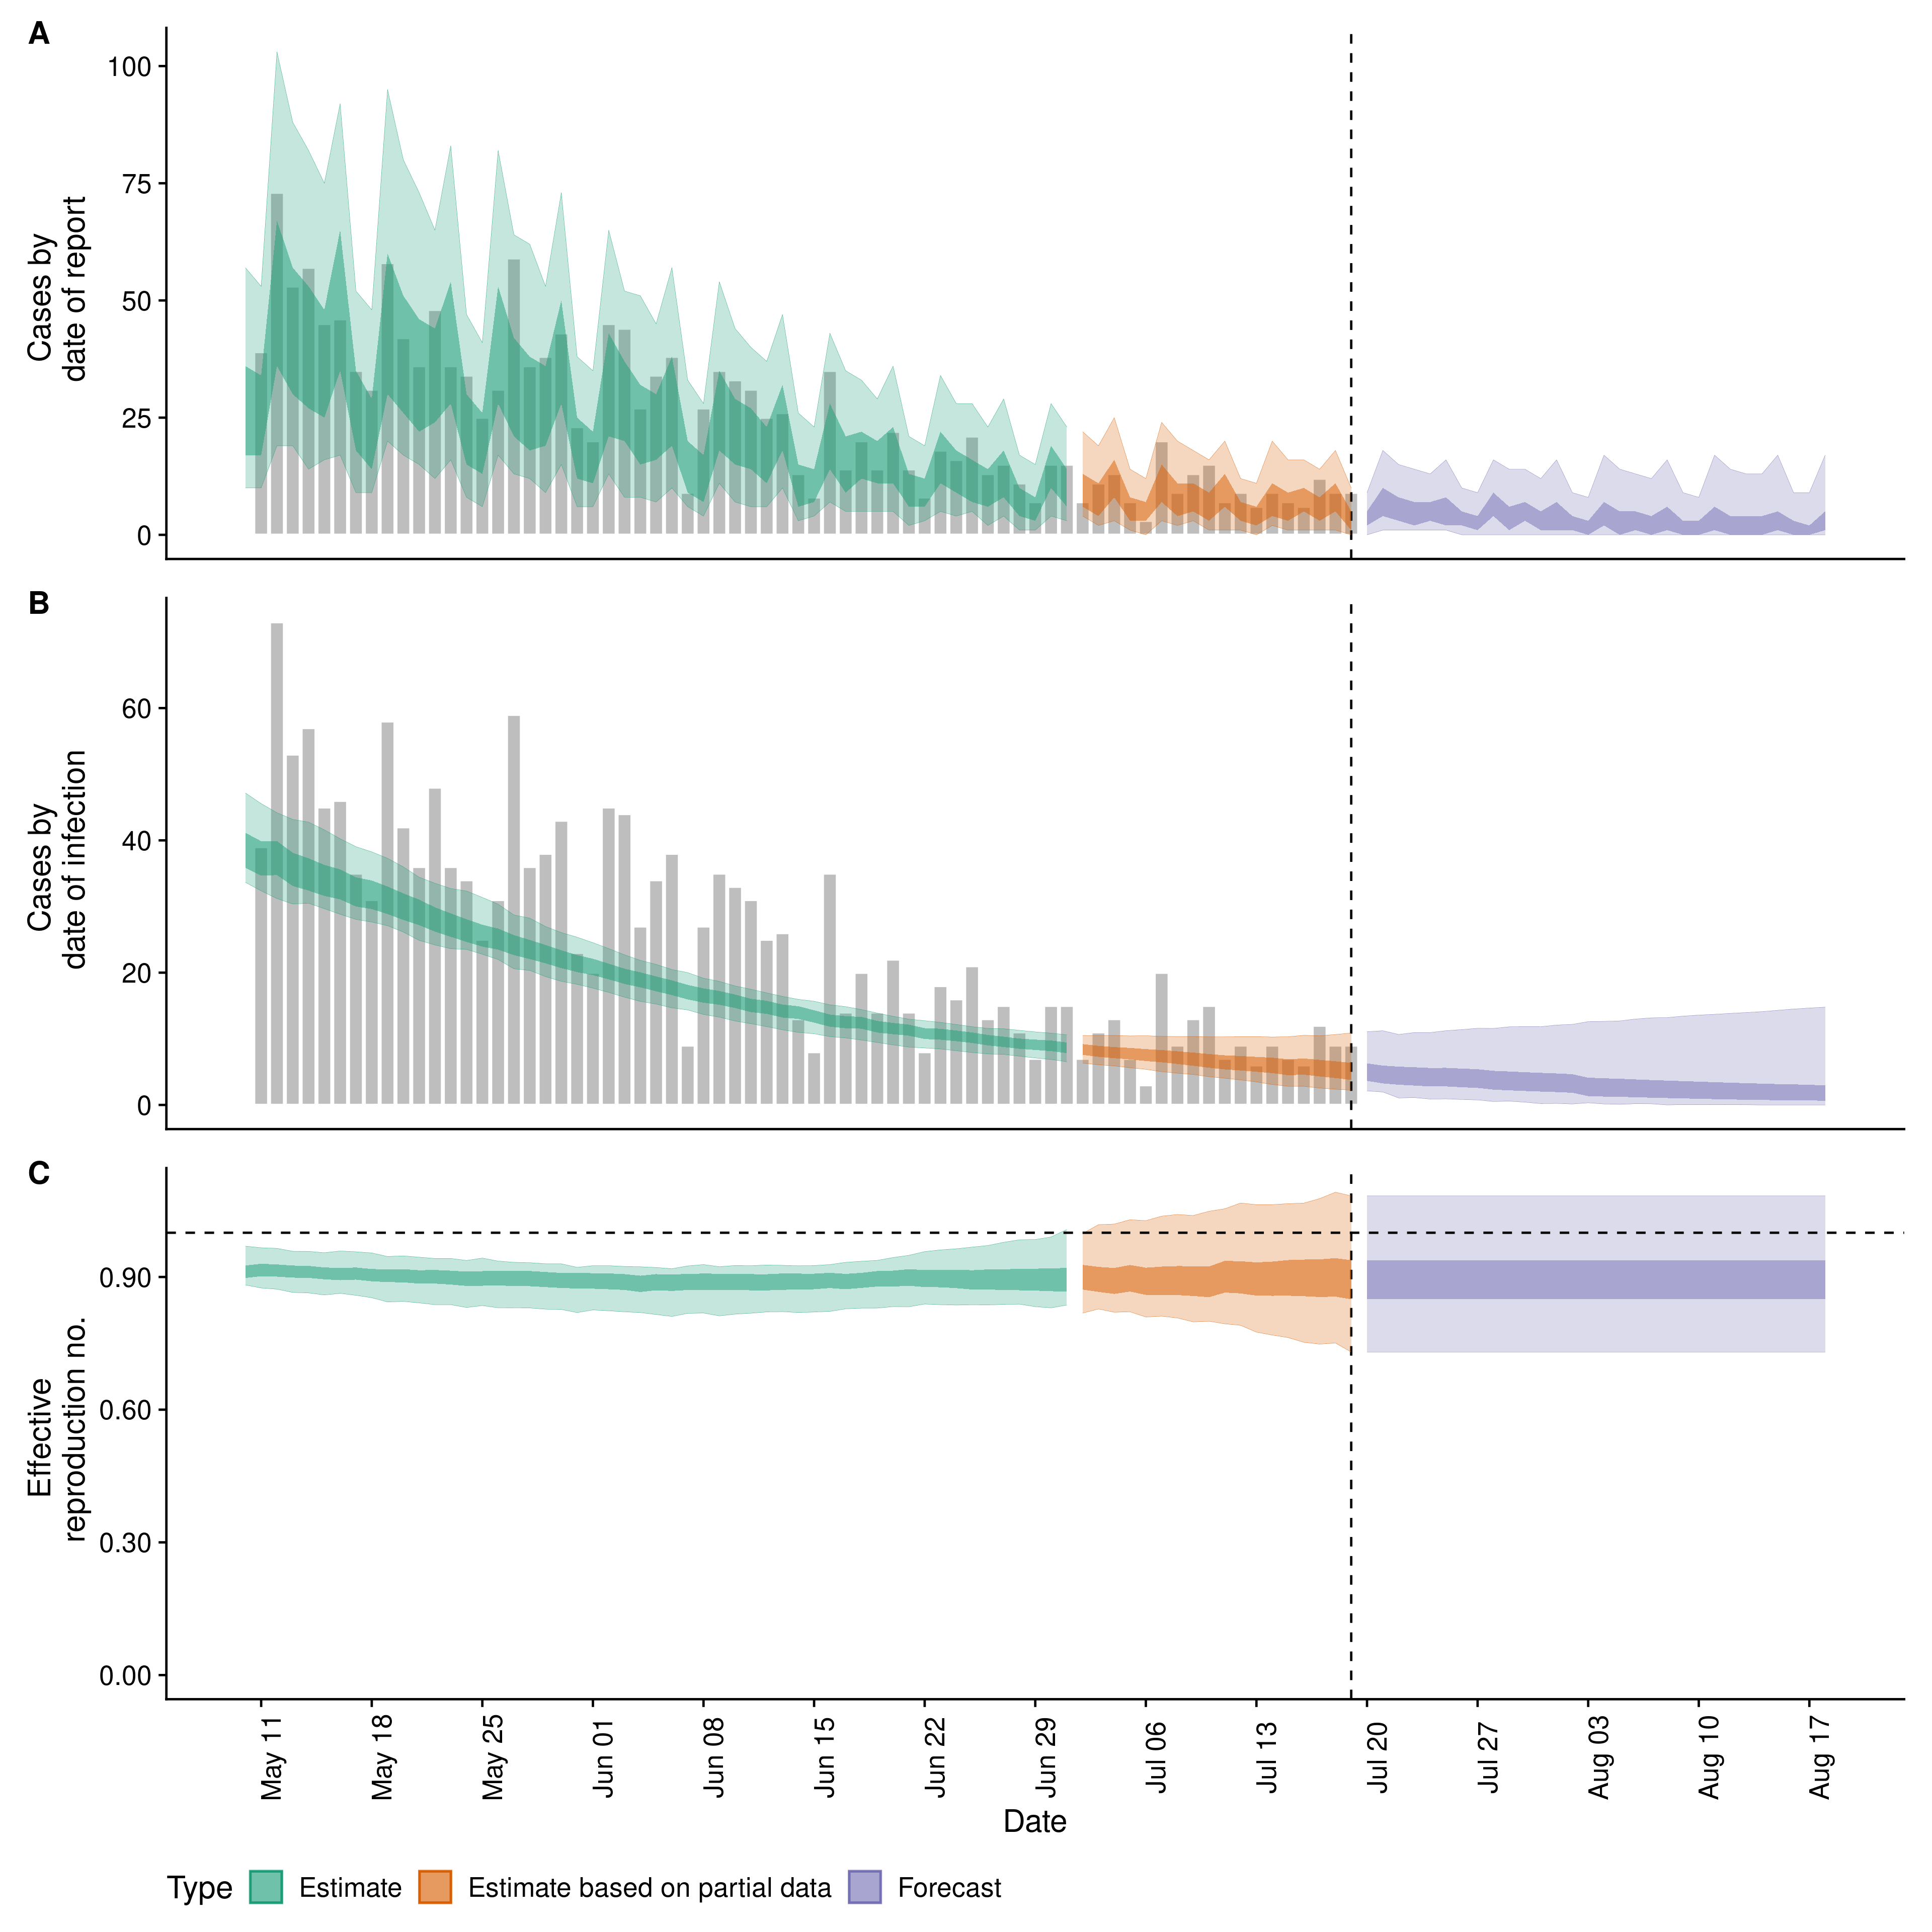 A
100
75
50
25
0
Cases by
date of report
B
60
40
20
0
Cases by
date of infection
C
0.90
0.60
0.30
0.00
Effective
reproduction no.
May 11
May 18
May 25
Jun 01
Jun 08
Jun 15
Jun 22
Jun 29
Jul 06
Jul 13
Jul 20
Jul 27
Aug 03
Aug 10
Aug 17
Date
Type Estimate Estimate based on partial data Forecast